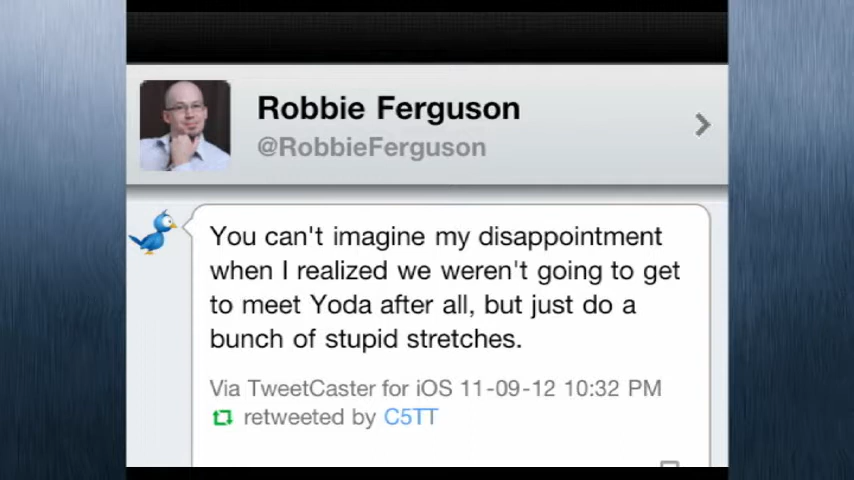 Robbie Ferguson
@RobbieFerguson
You can't imagine my disappointment
when I realized we weren't going to get
to meet Yoda after all, but just do a
bunch of stupid stretches.
Via TweetCaster for iOS 11-09-12 10:32 PM
retweeted by C5TT